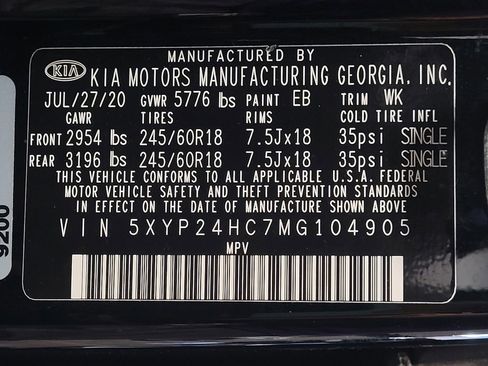 MANUFACTURED BY
KIA KIA MOTORS MANUFACTURING GEORGIA, INC.
JUL/27/20 GVWR 5776 lbs PAINT EB TRIM WK
GAWR TIRES RIMS COLD TIRE INFL
FRONT 2954 lbs 245/60R18 7.5Jx18 35psi SINGLE
REAR 3196 lbs 245/60R18 7.5Jx18 35psi SINGLE
THIS VEHICLE CONFORMS TO ALL APPLICABLE U.S.A. FEDERAL
MOTOR VEHICLE SAFETY AND THEFT PREVENTION STANDARDS
IN EFFECT ON THE DATE OF MANUFACTURE SHOWN ABOVE.
VIN 5XYP24HC7MG104905
MPV
9200